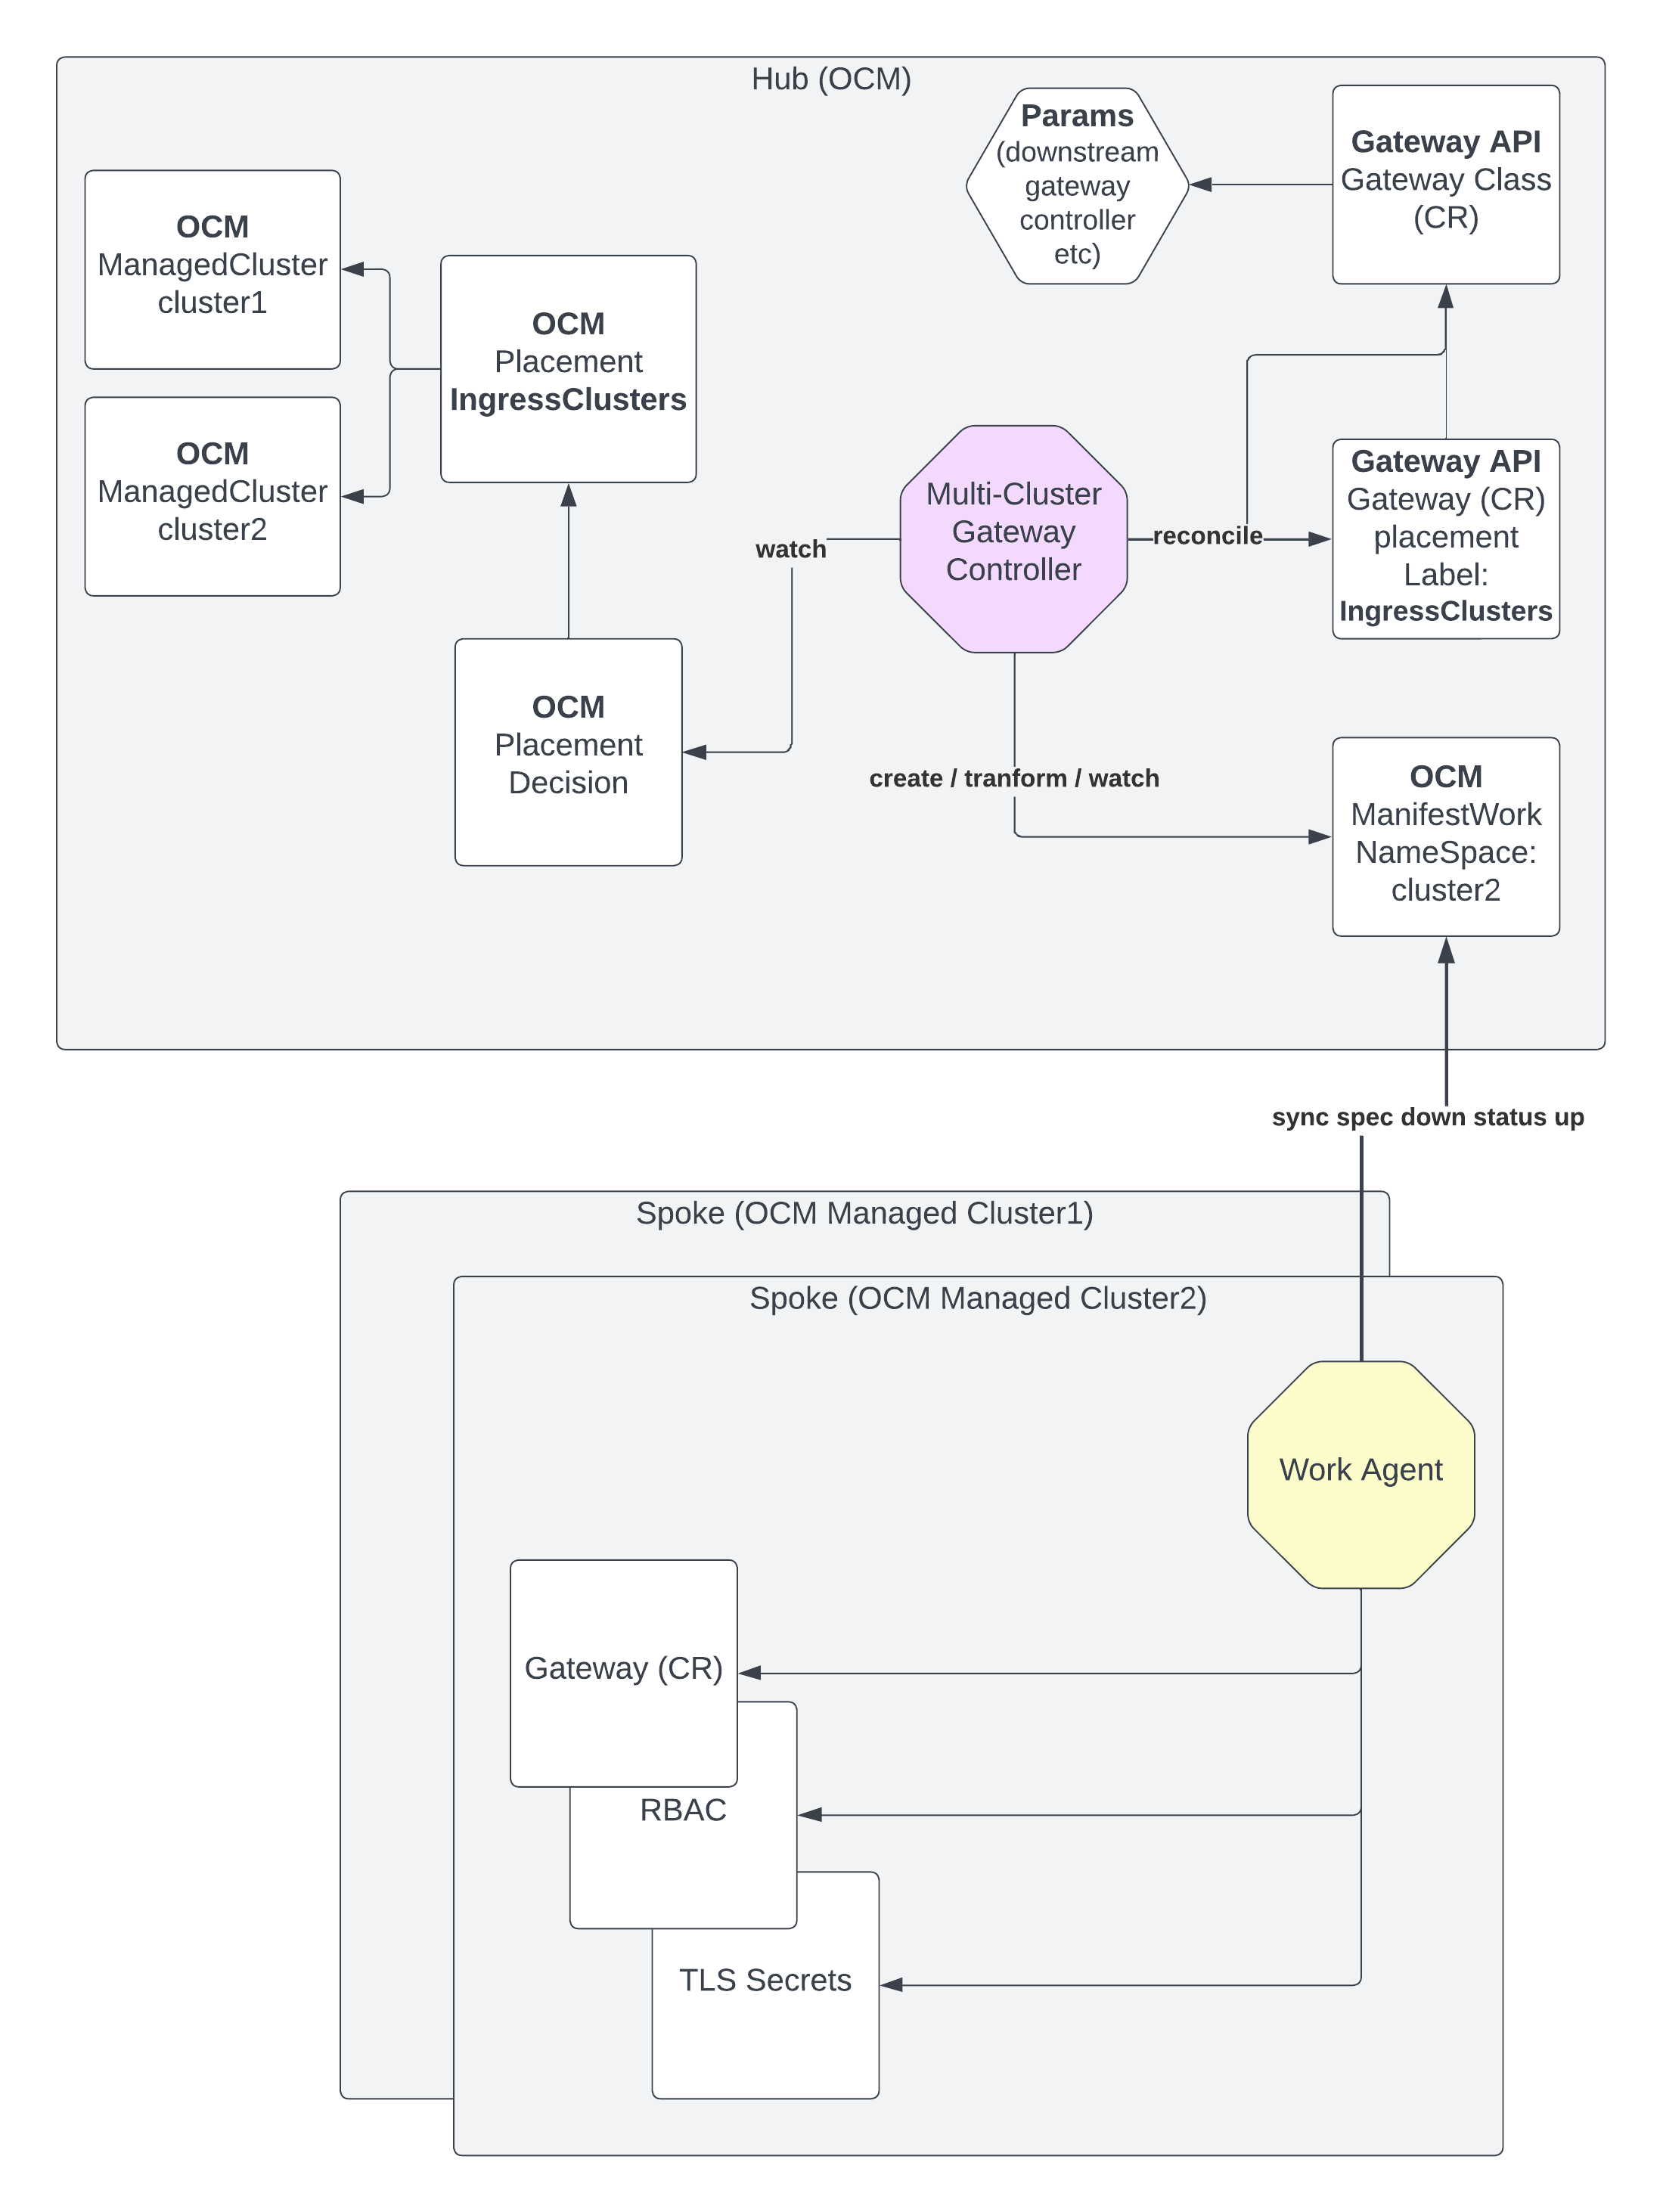 Hub (OCM)
Params
(downstream
gateway
controller
etc)
Gateway API
Gateway Class
(CR)
OCM
ManagedCluster
cluster1
OCM
Placement
IngressClusters
OCM
ManagedCluster
cluster2
Multi-Cluster
Gateway
Controller
watch
reconcile
Gateway API
Gateway (CR)
placement
Label:
IngressClusters
OCM
Placement
Decision
create / tranform / watch
OCM
ManifestWork
NameSpace:
cluster2
sync spec down status up
Spoke (OCM Managed Cluster1)
Spoke (OCM Managed Cluster2)
Work Agent
Gateway (CR)
RBAC
TLS Secrets